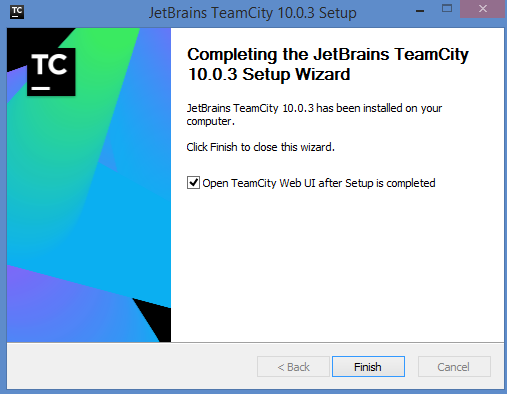 TC
JetBrains TeamCity 10.0.3 Setup
TC
Completing the JetBrains TeamCity
10.0.3 Setup Wizard
JetBrains TeamCity 10.0.3 has been installed on your
computer.
Click Finish to close this wizard.
Open TeamCity Web UI after Setup is completed
< Back
Finish
Cancel